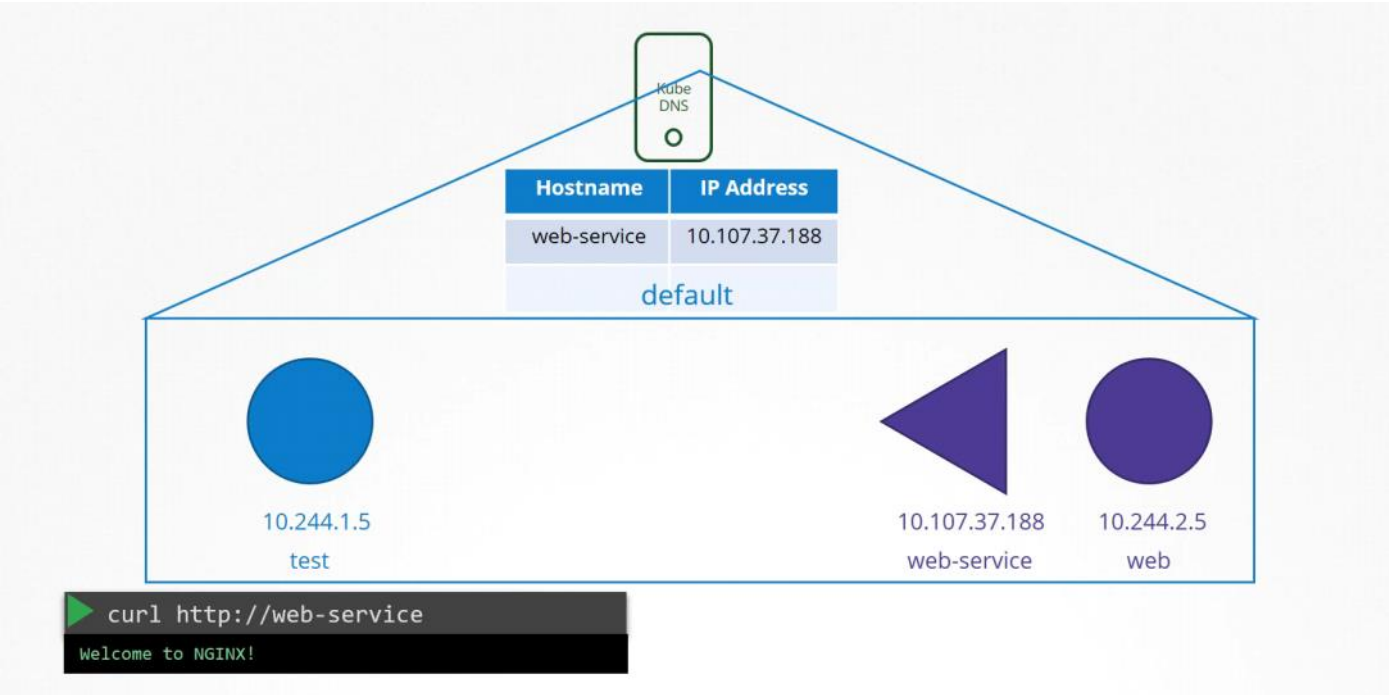 Kube
DNS
Hostname IP Address
web-service 10.107.37.188
default
10.244.1.5 10.107.37.188 10.244.2.5
test web-service web
curl http://web-service
Welcome to NGINX!